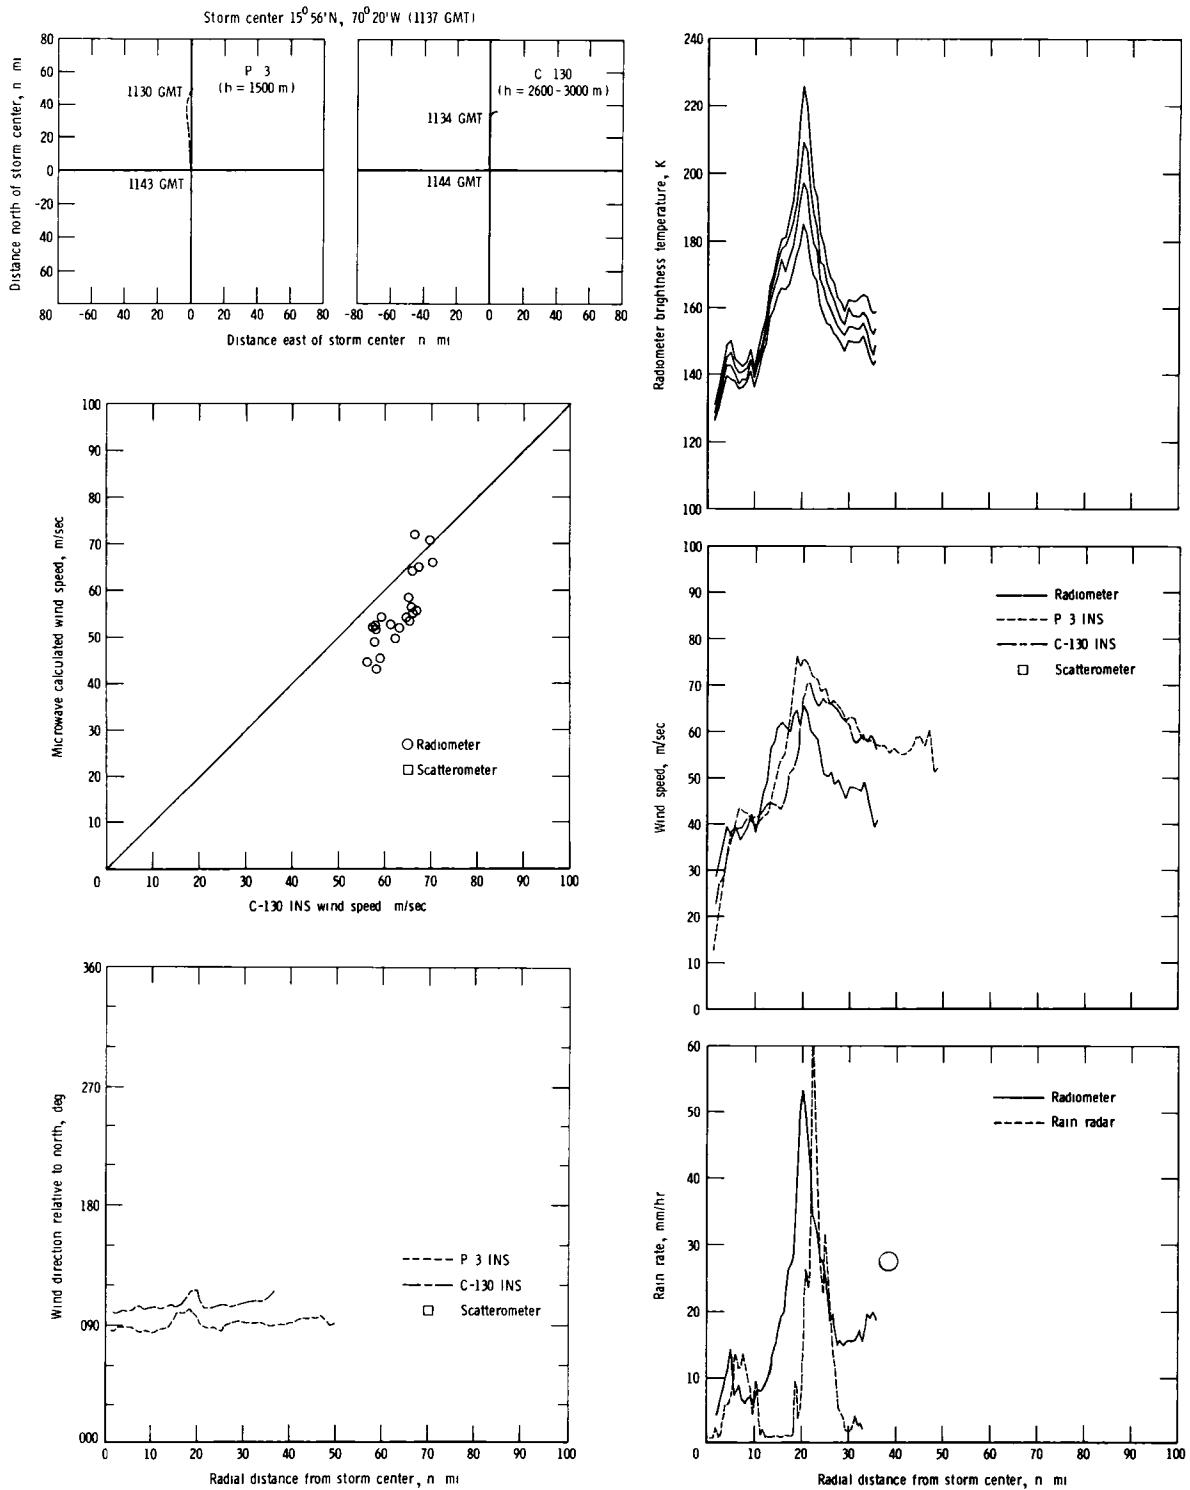 Storm center 15°56'N, 70°20'W (1137 GMT)
Distance north of storm center, n mi
80
60
40
20
0
-20
40
60
80
P 3
(h = 1500 m)
1130 GMT
1143 GMT
C 130
(h = 2600-3000 m)
1134 GMT
1144 GMT
80 -60 40 20 0 20 40 60 80
80 -60 40 20 0 20 40 60 80
Distance east of storm center n mi
Microwave calculated wind speed, m/sec
100
90
80
70
60
50
40
30
20
10
Radiometer
Scatterometer
0 10 20 30 40 50 60 70 80 90 100
C-130 INS wind speed m/sec
Wind direction relative to north, deg
360
270
180
090
000
P 3 INS
C-130 INS
Scatterometer
0 10 20 30 40 50 60 70 80 90 100
Radial distance from storm center, n mi
Radiometer brightness temperature, K
240
220
200
180
160
140
120
100
Wind speed, m/sec
100
90
80
70
60
50
40
30
20
10
0
Radiometer
P 3 INS
C-130 INS
Scatterometer
Rain rate, mm/hr
60
50
40
30
20
10
Radiometer
Rain radar
0 10 20 30 40 50 60 70 80 90 100
Radial distance from storm center, n mi